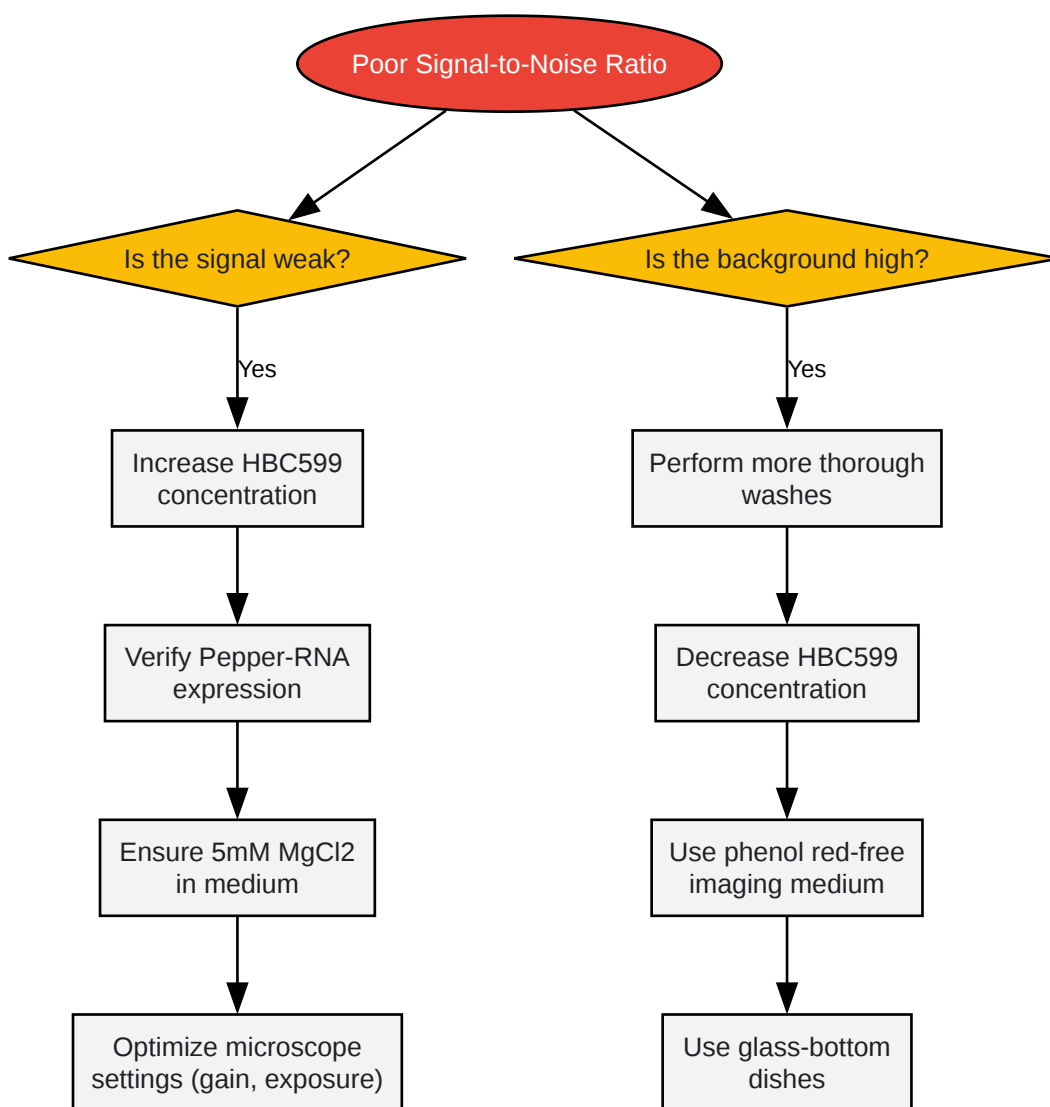 Poor Signal-to-Noise Ratio
Is the signal weak?
Is the background high?
Yes
Yes
Increase HBC599
concentration
Perform more thorough
washes
Verify Pepper-RNA
expression
Decrease HBC599
concentration
Ensure 5mM MgCl2
in medium
Use phenol red-free
imaging medium
Optimize microscope
settings (gain, exposure)
Use glass-bottom
dishes